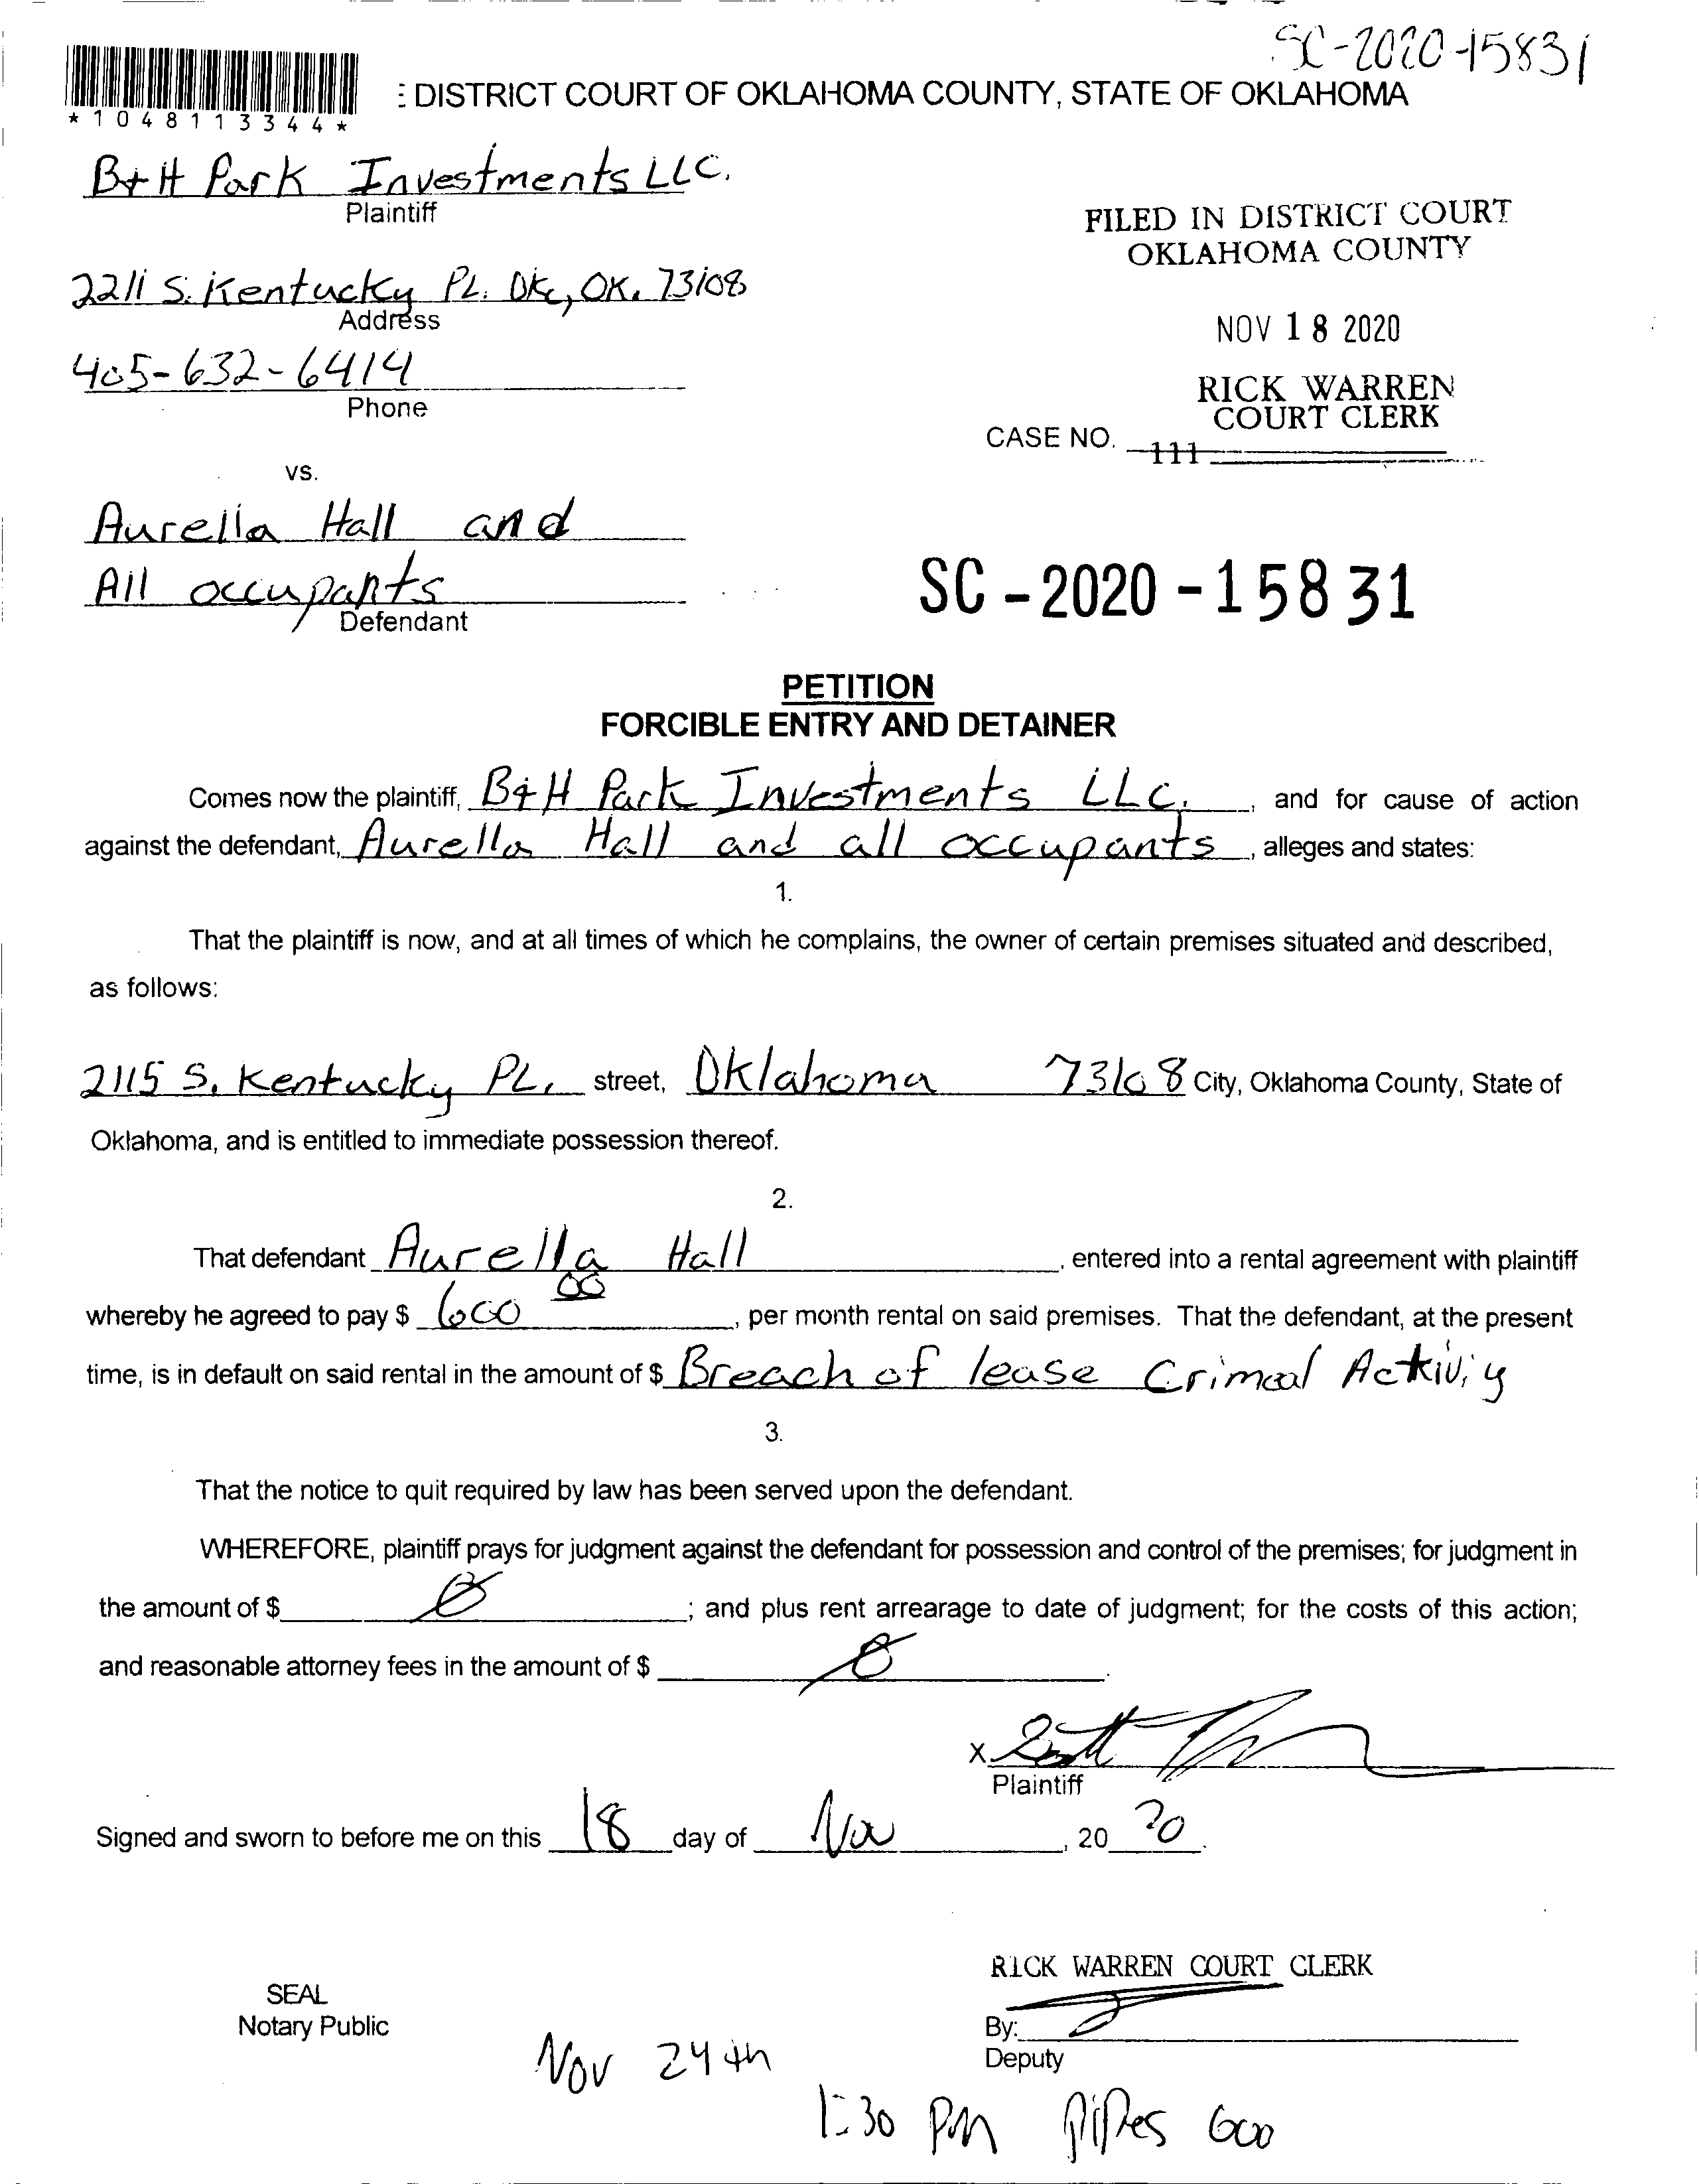 SC-2020-15831
DISTRICT COURT OF OKLAHOMA COUNTY, STATE OF OKLAHOMA
*1048113344*
B+H Park Investments LLC.
Plaintiff
FILED IN DISTRICT COURT
OKLAHOMA COUNTY
2211 S. Kentucky PL. Okc, OK. 73108
Address
NOV 18 2020
405-632-6414
Phone
RICK WARREN
COURT CLERK
CASE NO. 111
vs.
Aurella Hall and
All occupants
Defendant
SC-2020-15831
PETITION
FORCIBLE ENTRY AND DETAINER
Comes now the plaintiff, B&H Park Investments LLC. , and for cause of action
against the defendant, Aurella Hall and all occupants , alleges and states:
1.
That the plaintiff is now, and at all times of which he complains, the owner of certain premises situated and described,
as follows:
2115 S. Kentucky PL. street, Oklahoma 73108 City, Oklahoma County, State of
Oklahoma, and is entitled to immediate possession thereof.
2.
That defendant Aurella Hall , entered into a rental agreement with plaintiff
whereby he agreed to pay $ 600 00 , per month rental on said premises. That the defendant, at the present
time, is in default on said rental in the amount of $ Breach of lease Crimal Activiy
3.
That the notice to quit required by law has been served upon the defendant.
WHEREFORE, plaintiff prays for judgment against the defendant for possession and control of the premises; for judgment in
the amount of $ 0 ; and plus rent arrearage to date of judgment; for the costs of this action;
and reasonable attorney fees in the amount of $ 0 .
X
Plaintiff
Signed and sworn to before me on this 18 day of Nov , 20 20 .
RICK WARREN COURT CLERK
SEAL
Notary Public
By:
Deputy
Nov 24th
1:30 PM Pipes 600